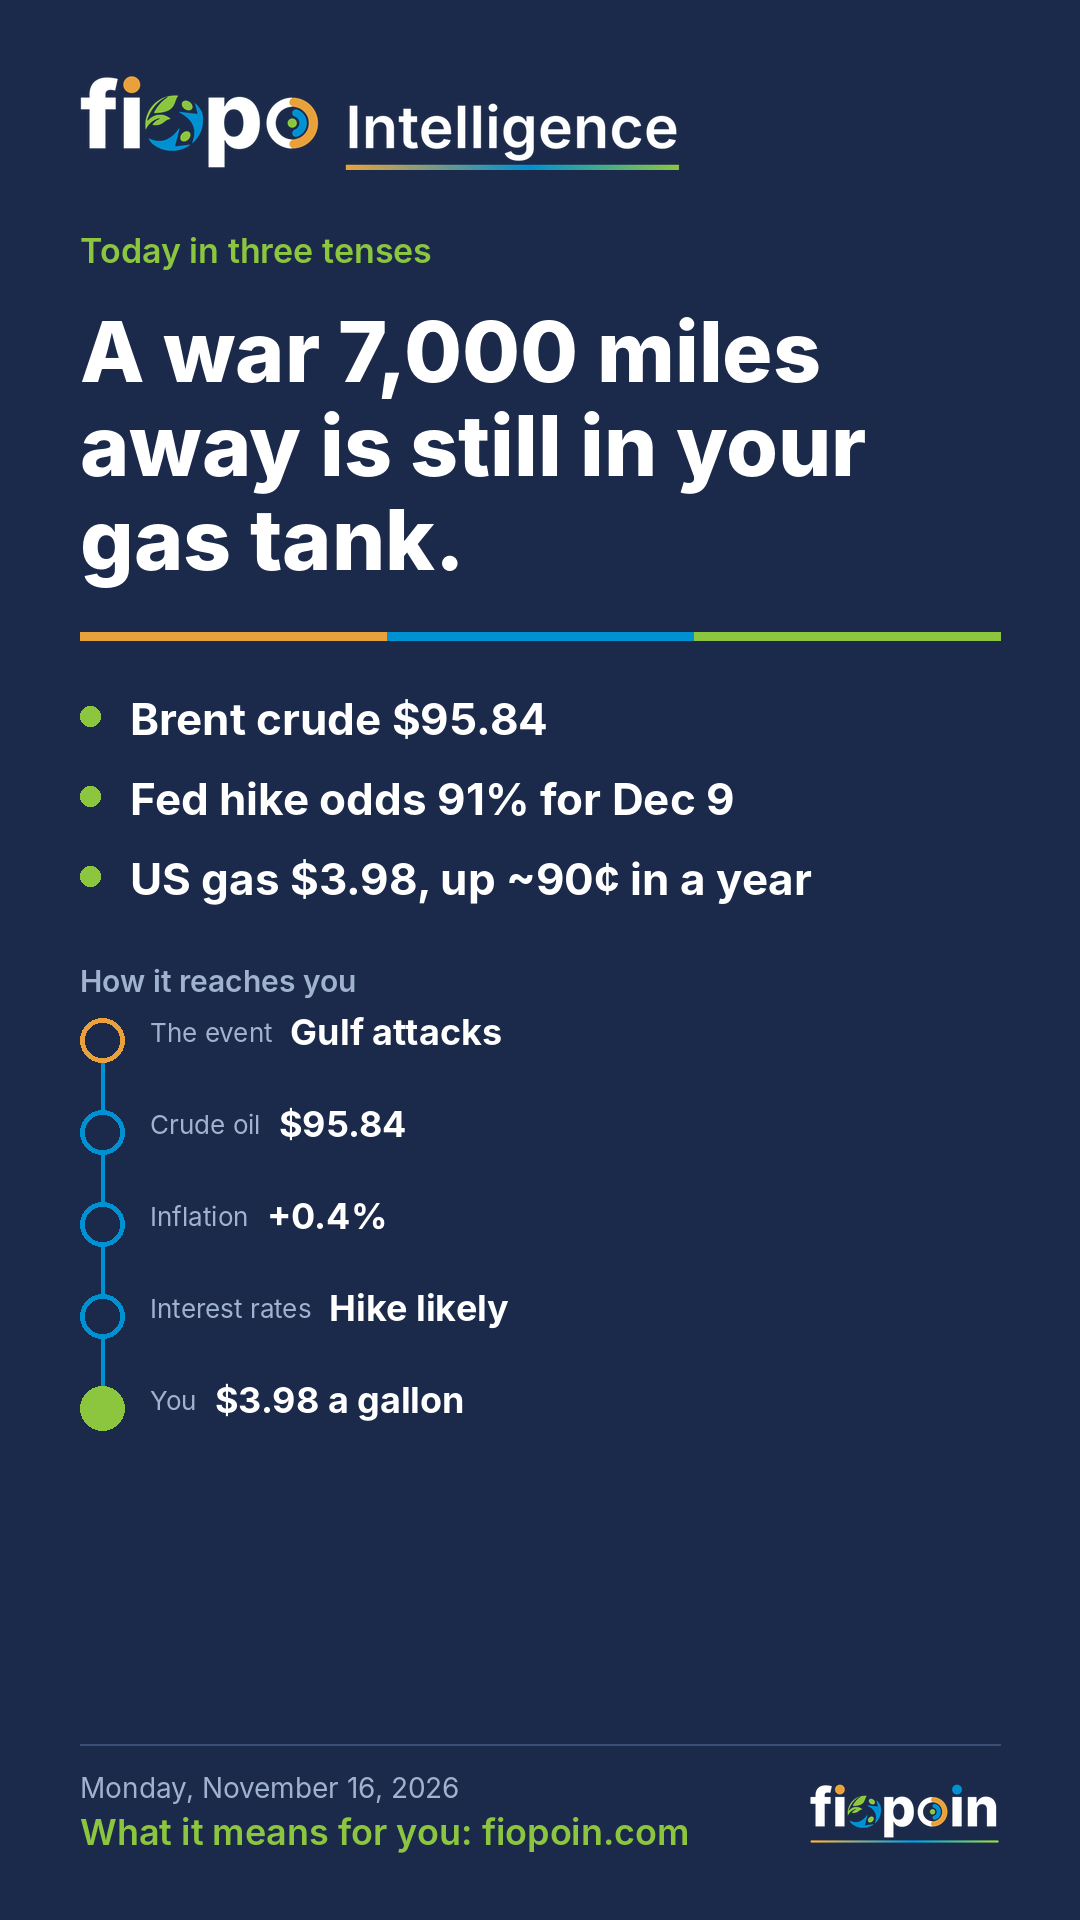 fiopo Intelligence
Today in three tenses
A war 7,000 miles
away is still in your
gas tank.
Brent crude $95.84
Fed hike odds 91% for Dec 9
US gas $3.98, up ~90¢ in a year
How it reaches you
The event Gulf attacks
Crude oil $95.84
Inflation +0.4%
Interest rates Hike likely
You $3.98 a gallon
Monday, November 16, 2026
What it means for you: fiopoin.com
fiopoin